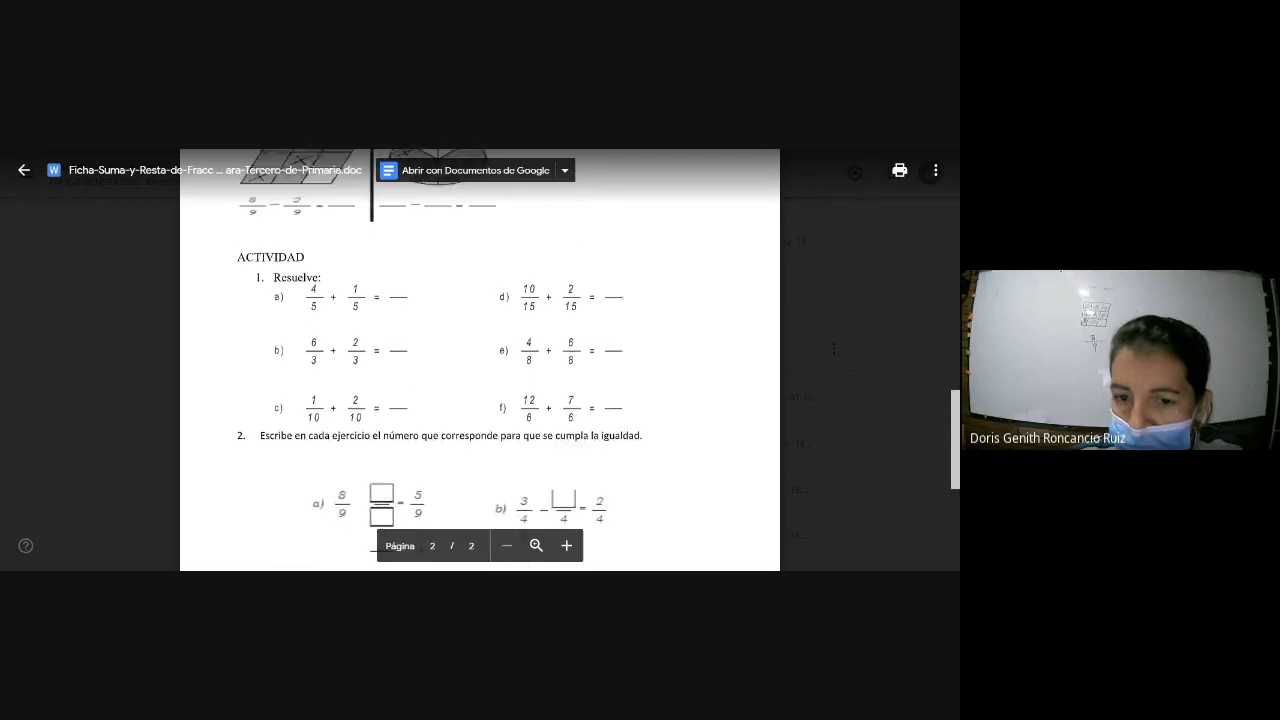 Ficha-Suma-y-Resta-de-Fracc ... ara-Tercero-de-Primaria.doc
Abrir con Documentos de Google
8/9 — 2/9 = ___ ___ — ___ = ___
ACTIVIDAD
1. Resuelve:
a) 4/5 + 1/5 = —
d) 10/15 + 2/15 = —
b) 6/3 + 2/3 = —
e) 4/8 + 6/8 = —
c) 1/10 + 2/10 = —
f) 12/6 + 7/6 = —
2. Escribe en cada ejercicio el número que corresponde para que se cumpla la igualdad.
a) 8/9 □/□ = 5/9
b) 3/4 – □/4 = 2/4
Página 2 / 2
Doris Genith Roncancio Ruiz